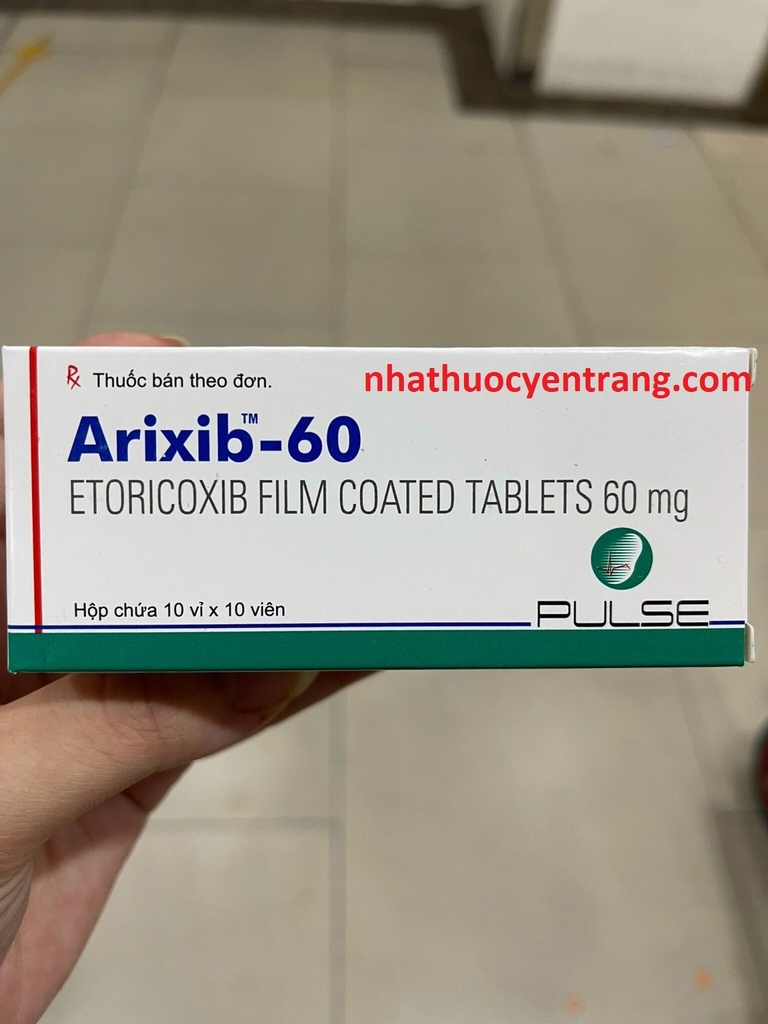 Rx Thuốc bán theo đơn.
nhathuocyentrang.com
Arixib™-60
ETORICOXIB FILM COATED TABLETS 60 mg
Hộp chứa 10 vỉ x 10 viên
PULSE